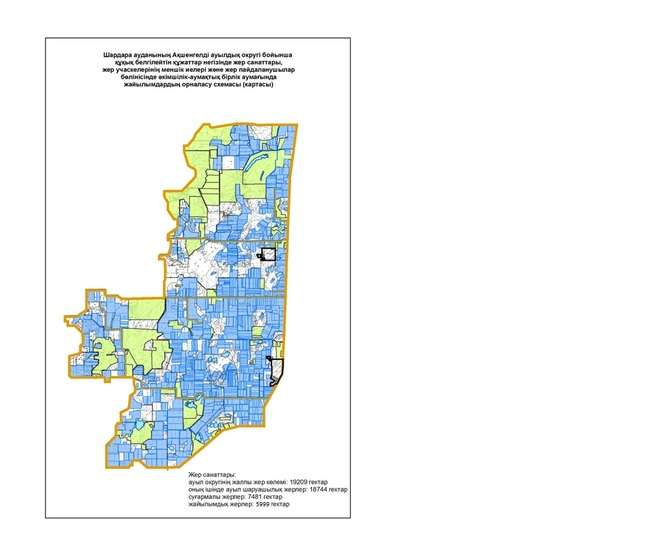 Шардара ауданының Ақшенгелді ауылдық округі бойынша
құқық белгілейтін құжаттар негізінде жер санаттары,
жер учаскелерінің меншік иелері және жер пайдаланушылар
бөлінісінде әкімшілік-аумақтық бірлік аумағында
жайылымдардың орналасу схемасы (картасы)
Жер санаттары:
ауыл округінің жалпы жер көлемі: 19209 гектар
оның ішінде ауыл шаруашылық жерлер: 18744 гектар
суғармалы жерлер: 7481 гектар
жайылымдық жерлер: 5999 гектар